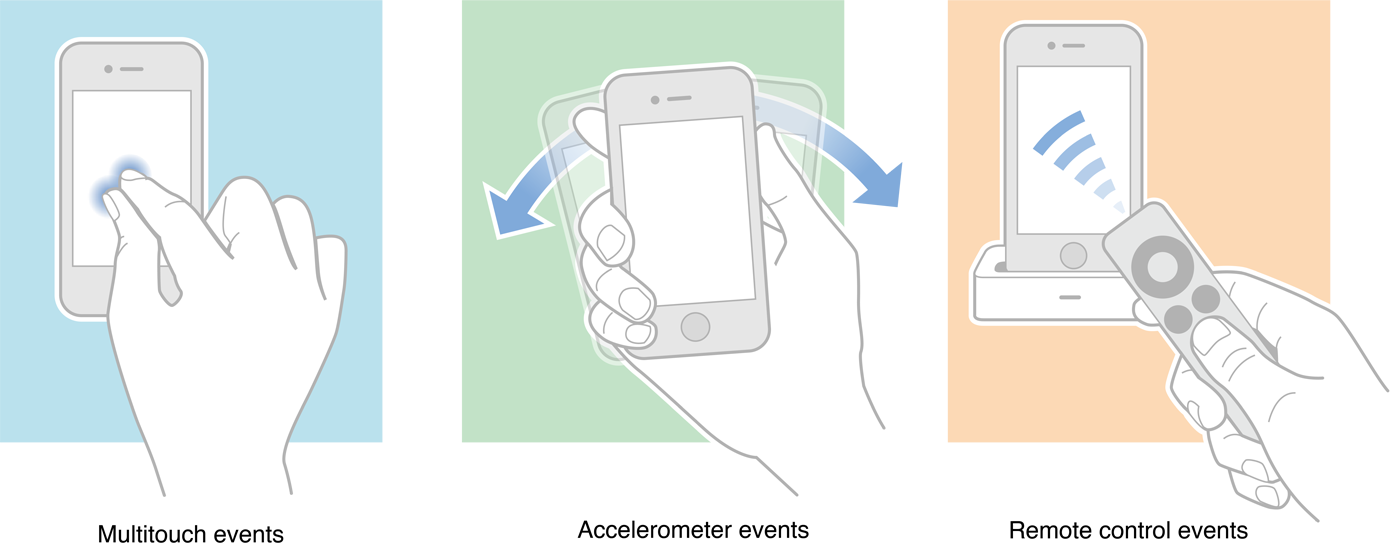 Multitouch events
Accelerometer events
Remote control events